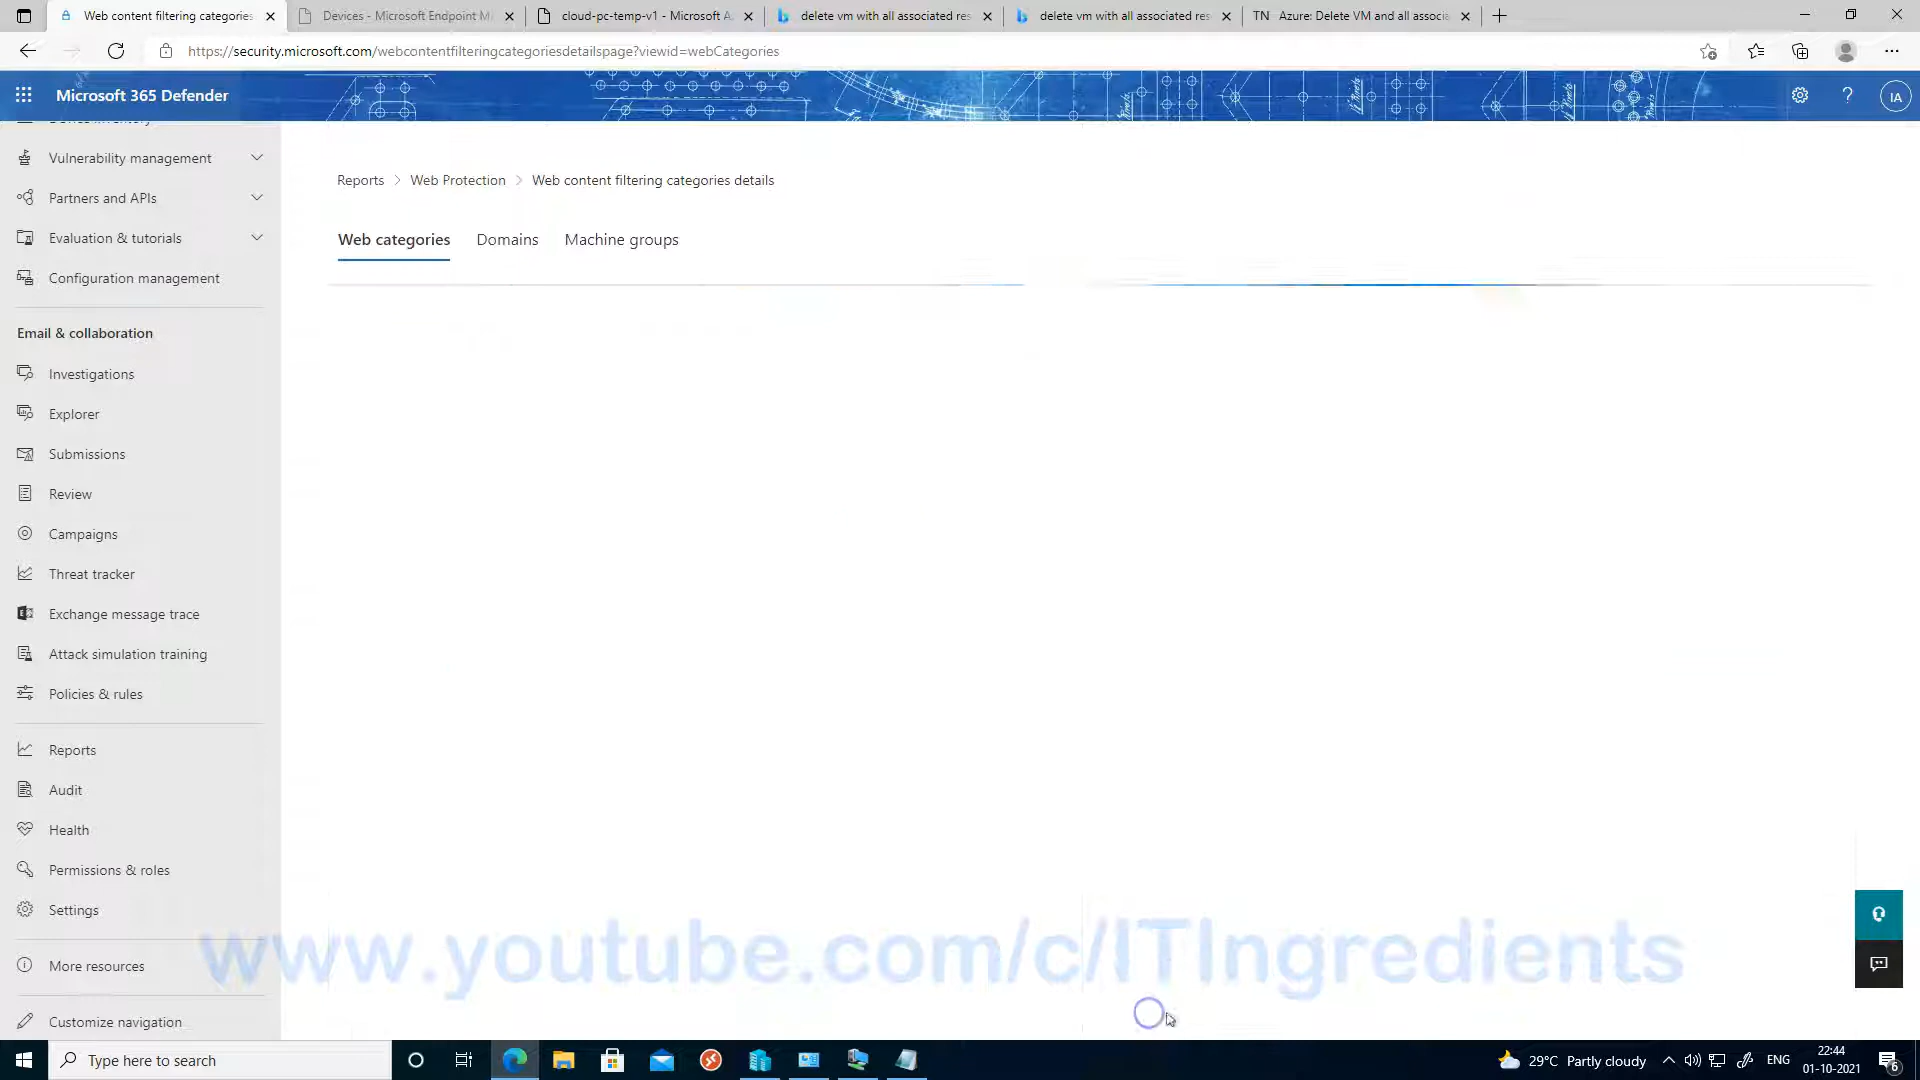 Web content filtering categories
Devices - Microsoft Endpoint M
cloud-pc-temp-v1 - Microsoft A
delete vm with all associated res
delete vm with all associated res
TN Azure: Delete VM and all associa
https://security.microsoft.com/webcontentfilteringcategoriesdetailspage?viewid=webCategories
Microsoft 365 Defender
?
IA
Vulnerability management
Partners and APIs
Evaluation & tutorials
Configuration management
Email & collaboration
Investigations
Explorer
Submissions
Review
Campaigns
Threat tracker
Exchange message trace
Attack simulation training
Policies & rules
Reports
Audit
Health
Permissions & roles
Settings
More resources
Customize navigation
Reports > Web Protection > Web content filtering categories details
Web categories Domains Machine groups
www.youtube.com/c/ITIngredients
Type here to search
29°C Partly cloudy
ENG
22:44
01-10-2021
6